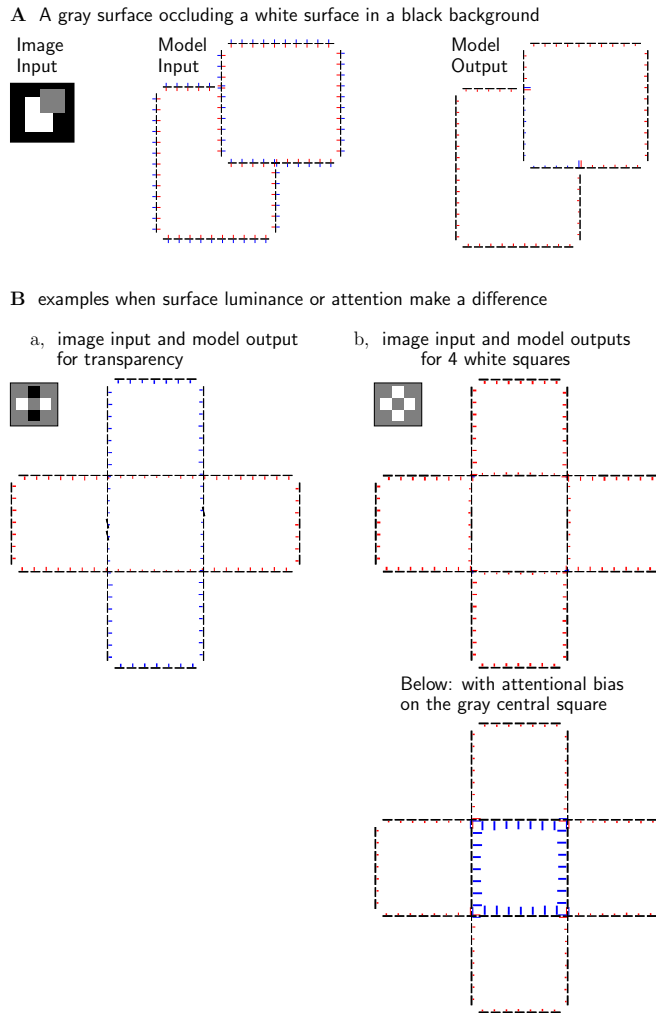 A A gray surface occluding a white surface in a black background
Image
Input
Model
Input
Model
Output
B examples when surface luminance or attention make a difference
a, image input and model output
for transparency
b, image input and model outputs
for 4 white squares
Below: with attentional bias
on the gray central square